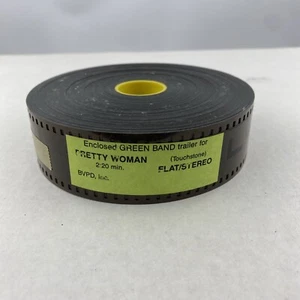 Enclosed GREEN BAND trailer for
PRETTY WOMAN (Touchstone)
2:20 min. FLAT/STEREO
BVPD, Inc.